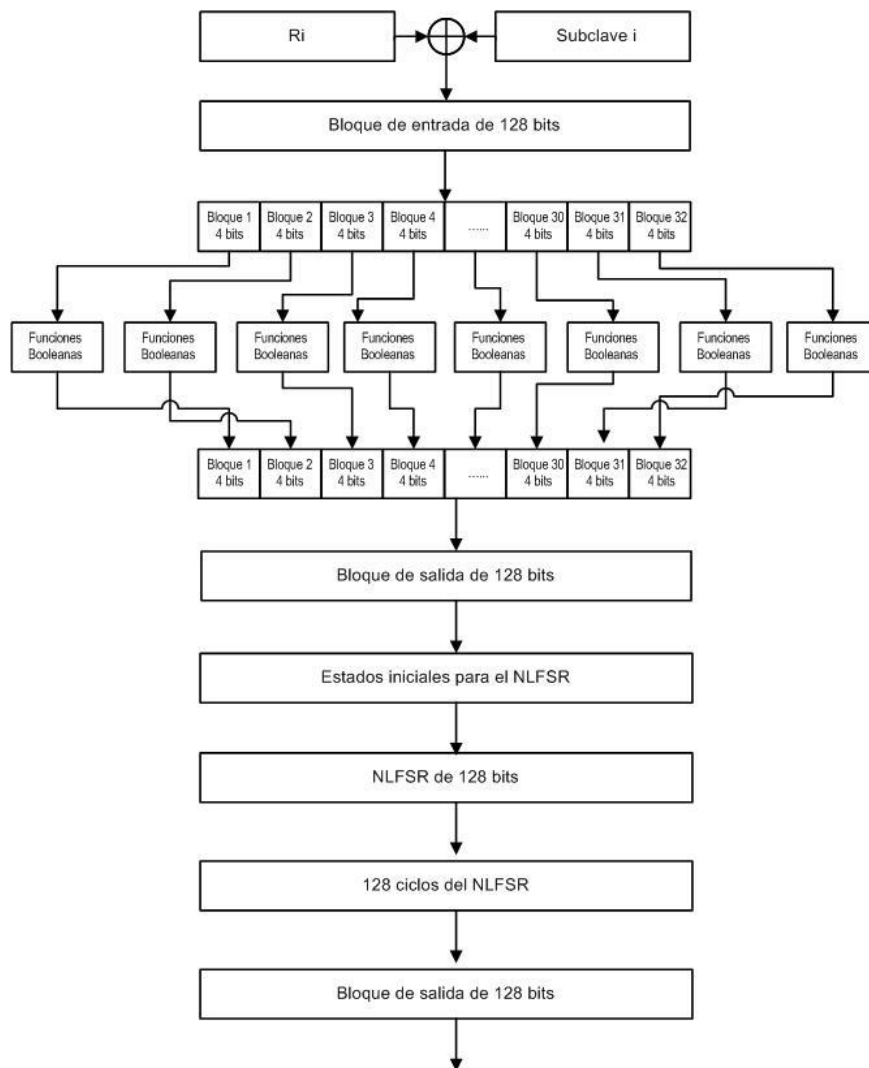 Ri
Subclave i
Bloque de entrada de 128 bits
Bloque 1 Bloque 2 Bloque 3 Bloque 4 ...... Bloque 30 Bloque 31 Bloque 32
4 bits 4 bits 4 bits 4 bits 4 bits 4 bits 4 bits
Funciones Funciones Funciones Funciones Funciones Funciones Funciones Funciones
Booleanas Booleanas Booleanas Booleanas Booleanas Booleanas Booleanas Booleanas
Bloque 1 Bloque 2 Bloque 3 Bloque 4 ...... Bloque 30 Bloque 31 Bloque 32
4 bits 4 bits 4 bits 4 bits 4 bits 4 bits 4 bits
Bloque de salida de 128 bits
Estados iniciales para el NLFSR
NLFSR de 128 bits
128 ciclos del NLFSR
Bloque de salida de 128 bits